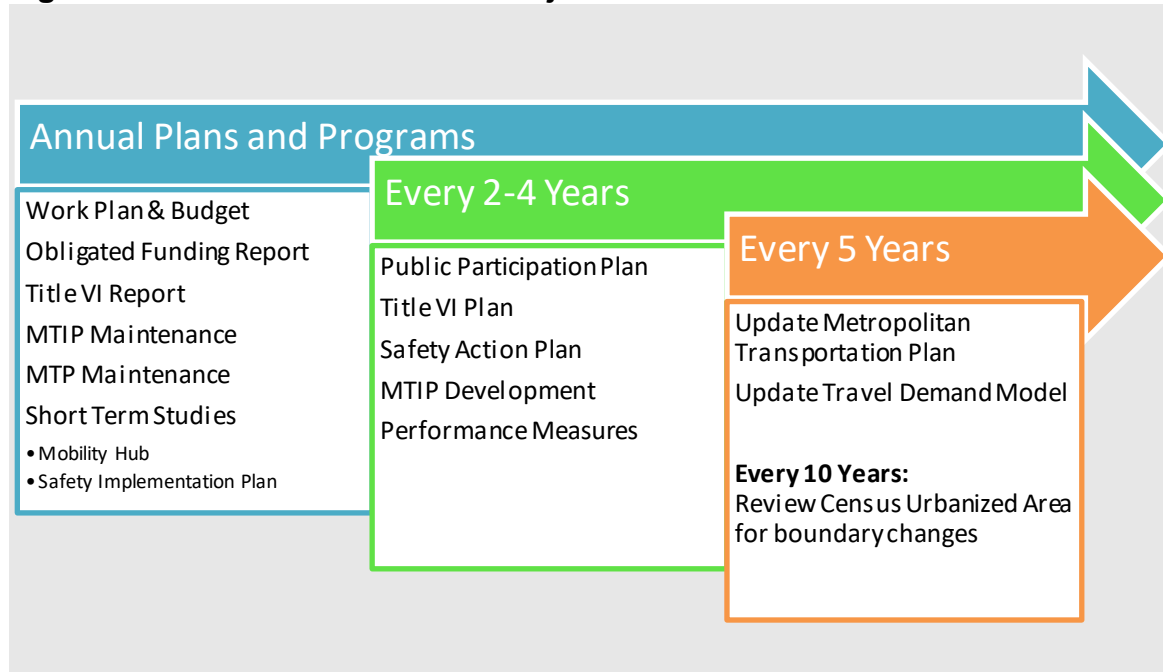 Annual Plans and Programs
Work Plan & Budget
Obligated Funding Report
Title VI Report
MTIP Maintenance
MTP Maintenance
Short Term Studies
• Mobility Hub
• Safety Implementation Plan
Every 2-4 Years
Public Participation Plan
Title VI Plan
Safety Action Plan
MTIP Development
Performance Measures
Every 5 Years
Update Metropolitan
Transportation Plan
Update Travel Demand Model
Every 10 Years:
Review Census Urbanized Area
for boundary changes